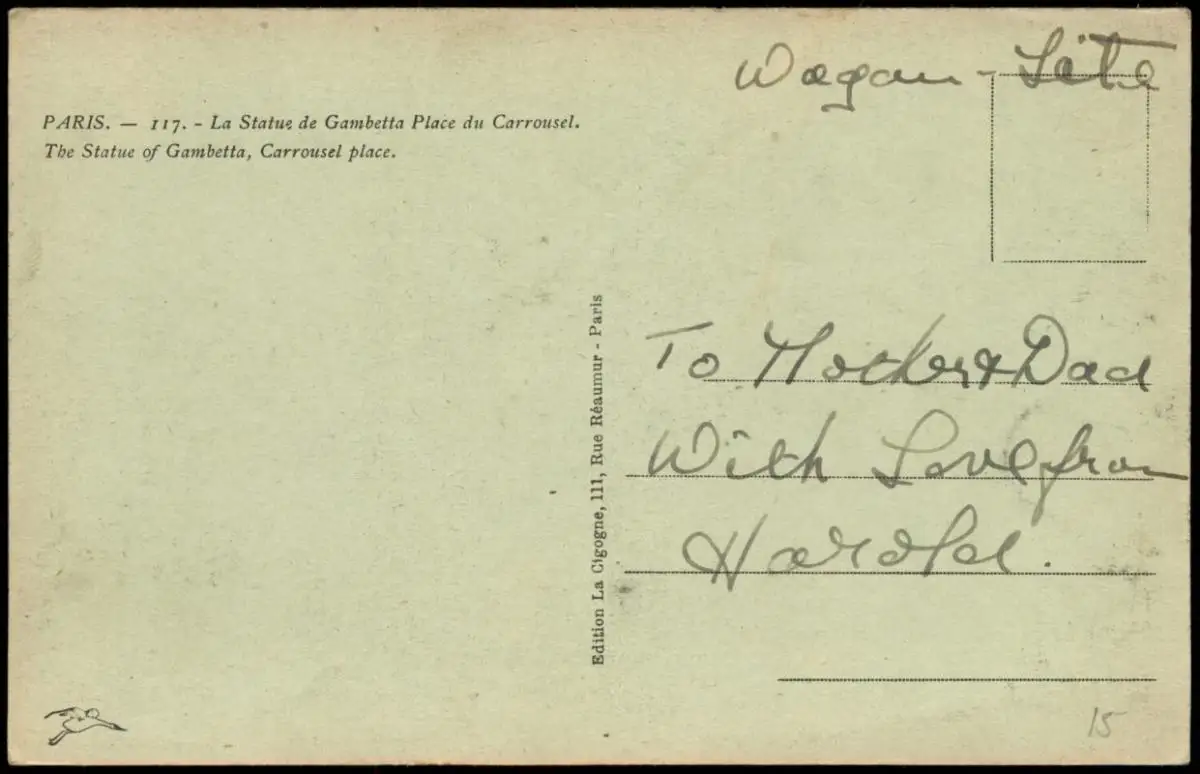 Wagon-Lite
PARIS. — 117. - La Statue de Gambetta Place du Carrousel.
The Statue of Gambetta, Carrousel place.
Edition La Cigogne, 111, Rue Réaumur - Paris
To Mother & Dad
With Love from
Harold.
15